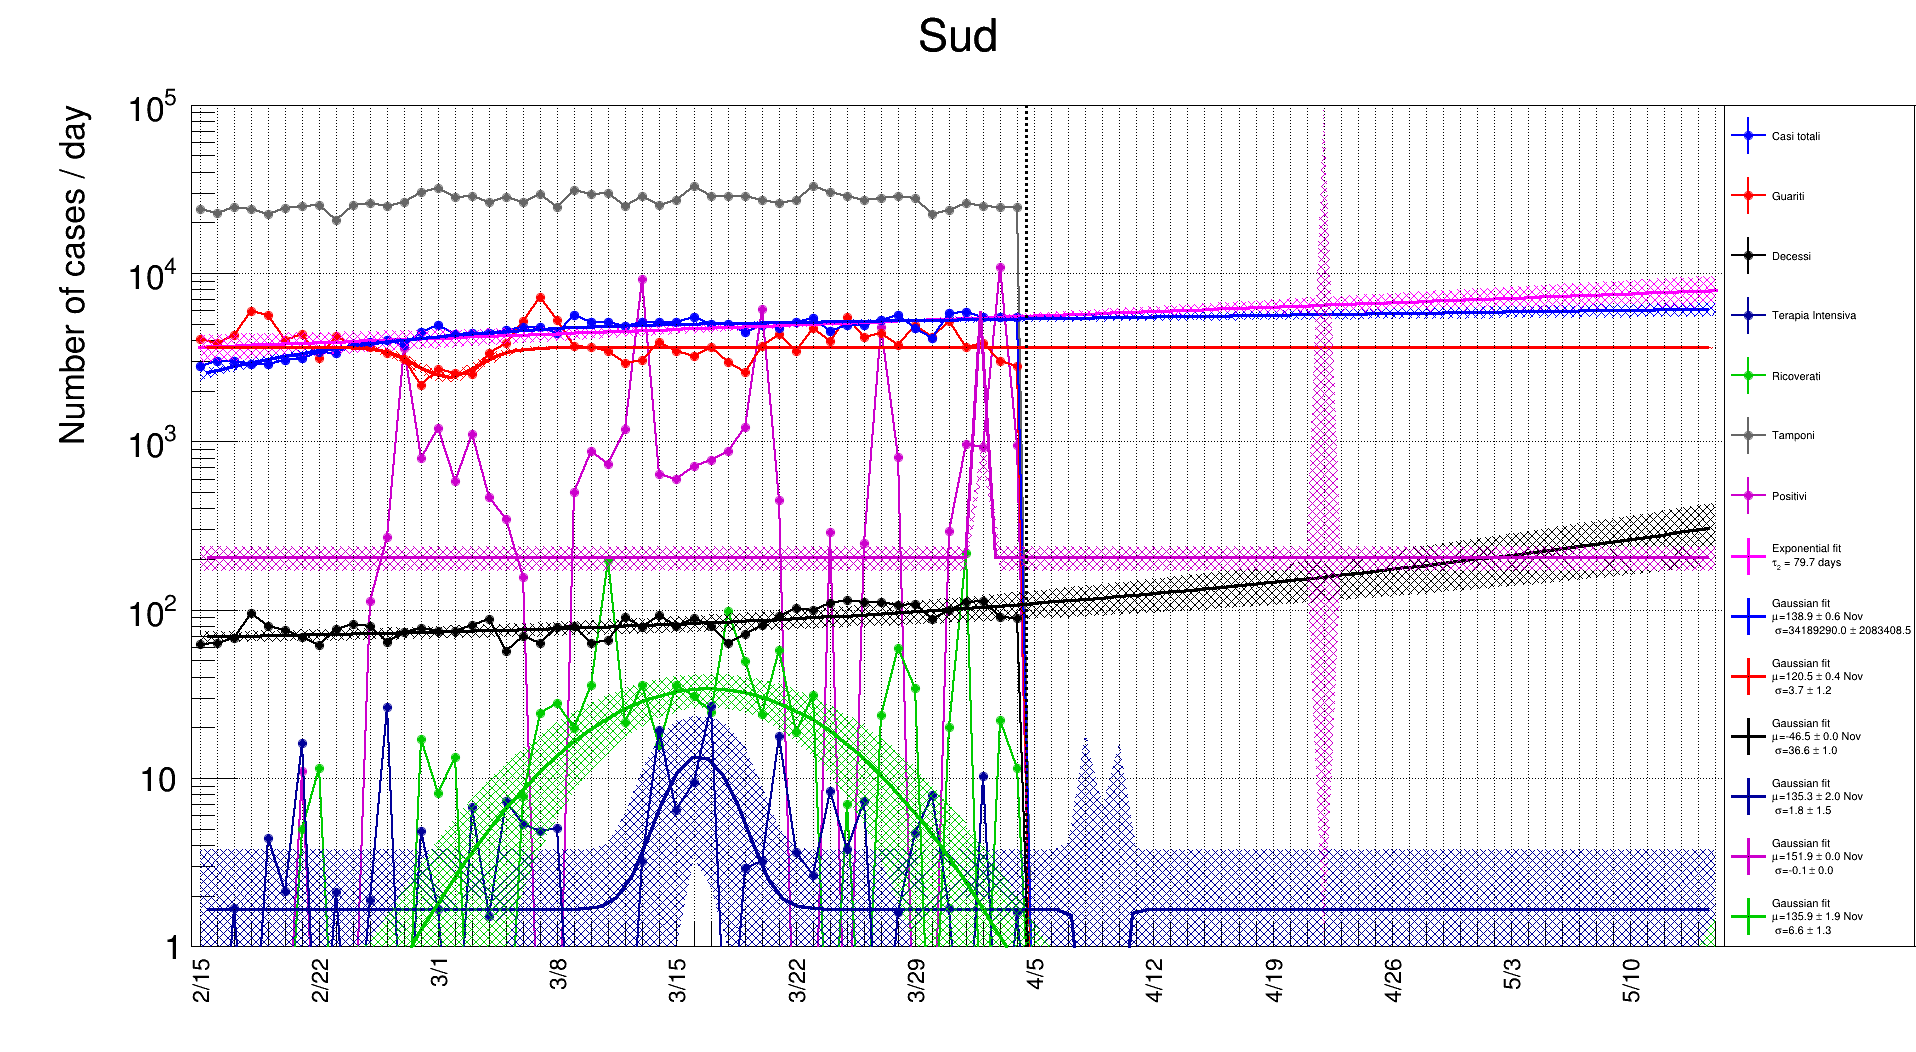 Sud
Number of cases / day
10^5
10^4
10^3
10^2
10
1
2/15
2/22
3/1
3/8
3/15
3/22
3/29
4/5
4/12
4/19
4/26
5/3
5/10
Casi totali
Guariti
Decessi
Terapia Intensiva
Ricoverati
Tamponi
Positivi
Exponential fit
τ₂ = 79.7 days
Gaussian fit
μ=138.9 ± 0.6 Nov
σ=34189290.0 ± 2083408.5
Gaussian fit
μ=120.5 ± 0.4 Nov
σ=3.7 ± 1.2
Gaussian fit
μ=-46.5 ± 0.0 Nov
σ=36.6 ± 1.0
Gaussian fit
μ=135.3 ± 2.0 Nov
σ=1.8 ± 1.5
Gaussian fit
μ=151.9 ± 0.0 Nov
σ=-0.1 ± 0.0
Gaussian fit
μ=135.9 ± 1.9 Nov
σ=6.6 ± 1.3